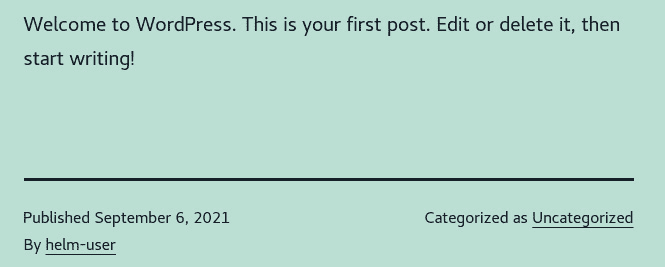 Welcome to WordPress. This is your first post. Edit or delete it, then
start writing!
Published September 6, 2021
Categorized as Uncategorized
By helm-user